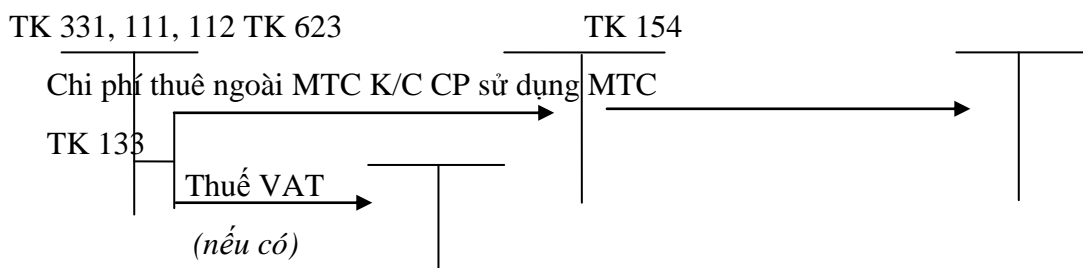 TK 331, 111, 112 TK 623 TK 154
Chi phí thuê ngoài MTC K/C CP sử dụng MTC
TK 133
Thuế VAT
(nếu có)